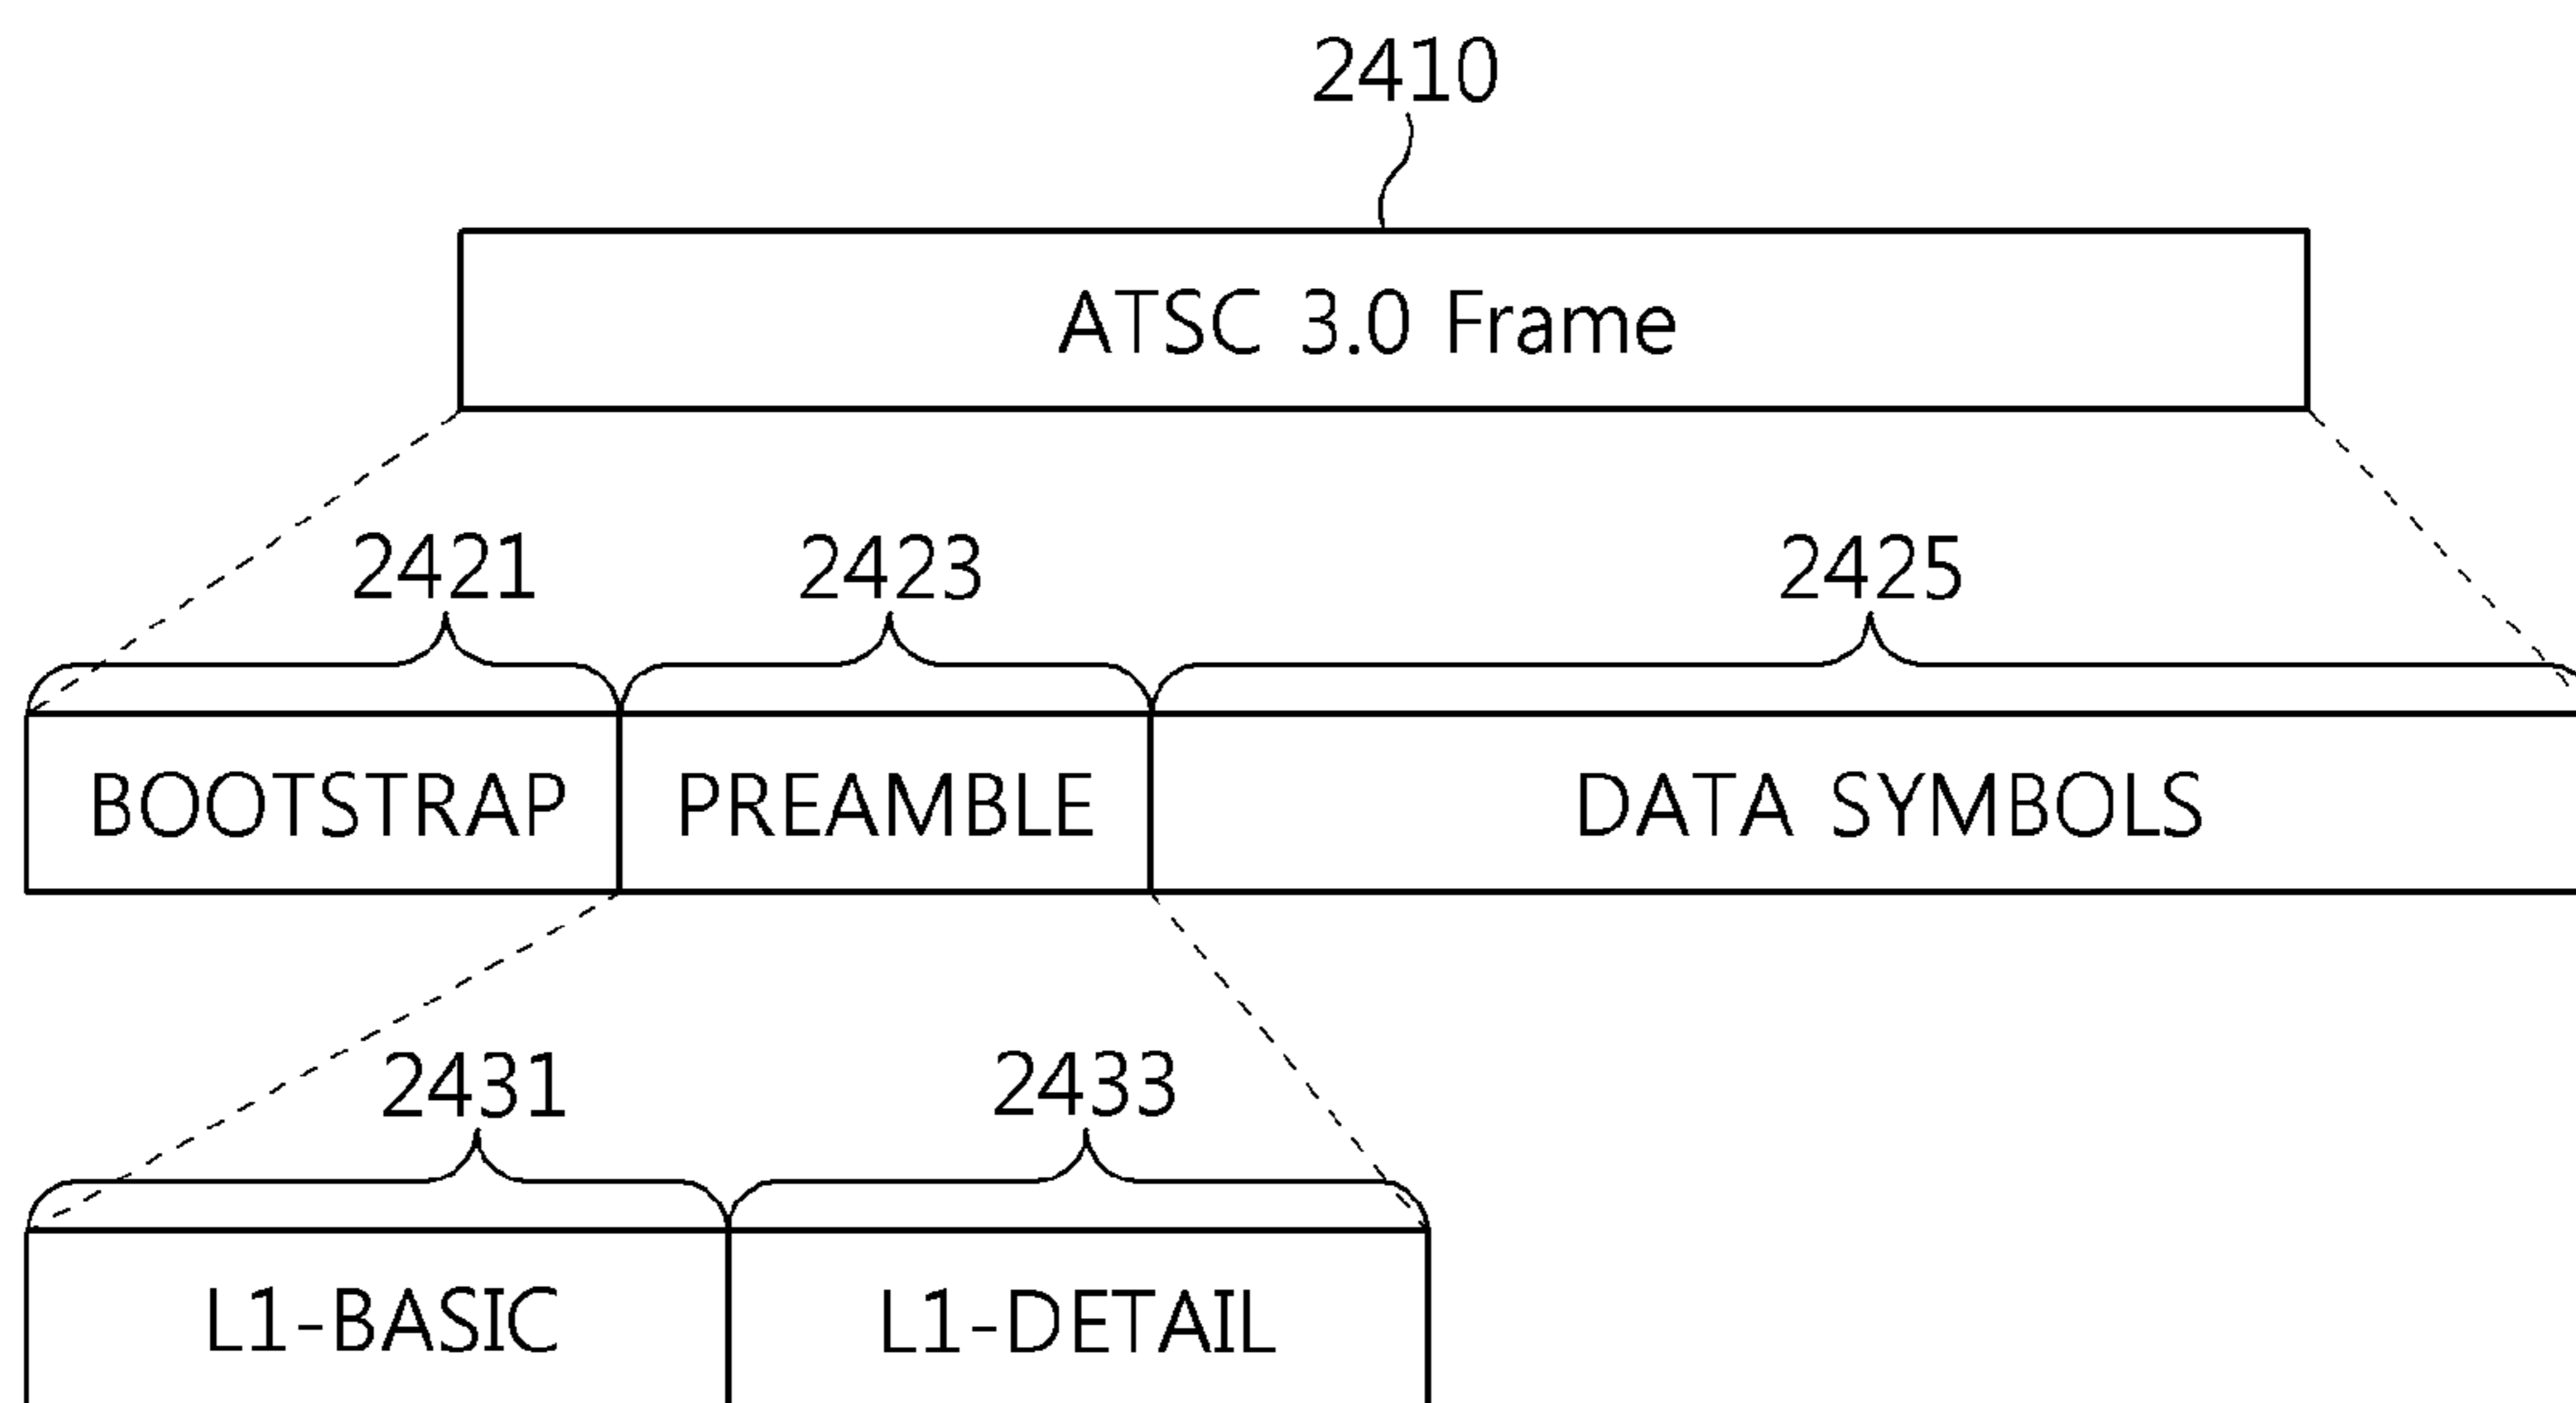 2410
ATSC 3.0 Frame
2421 2423 2425
BOOTSTRAP PREAMBLE DATA SYMBOLS
2431 2433
L1-BASIC L1-DETAIL